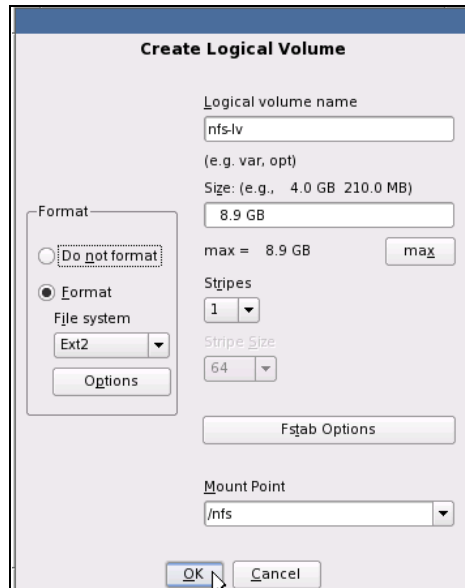 Create Logical Volume
Logical volume name
nfs-lv
(e.g. var, opt)
Size: (e.g., 4.0 GB 210.0 MB)
8.9 GB
max = 8.9 GB max
Stripes
1
Stripe Size
64
Format
Do not format
Format
File system
Ext2
Options
Fstab Options
Mount Point
/nfs
OK Cancel